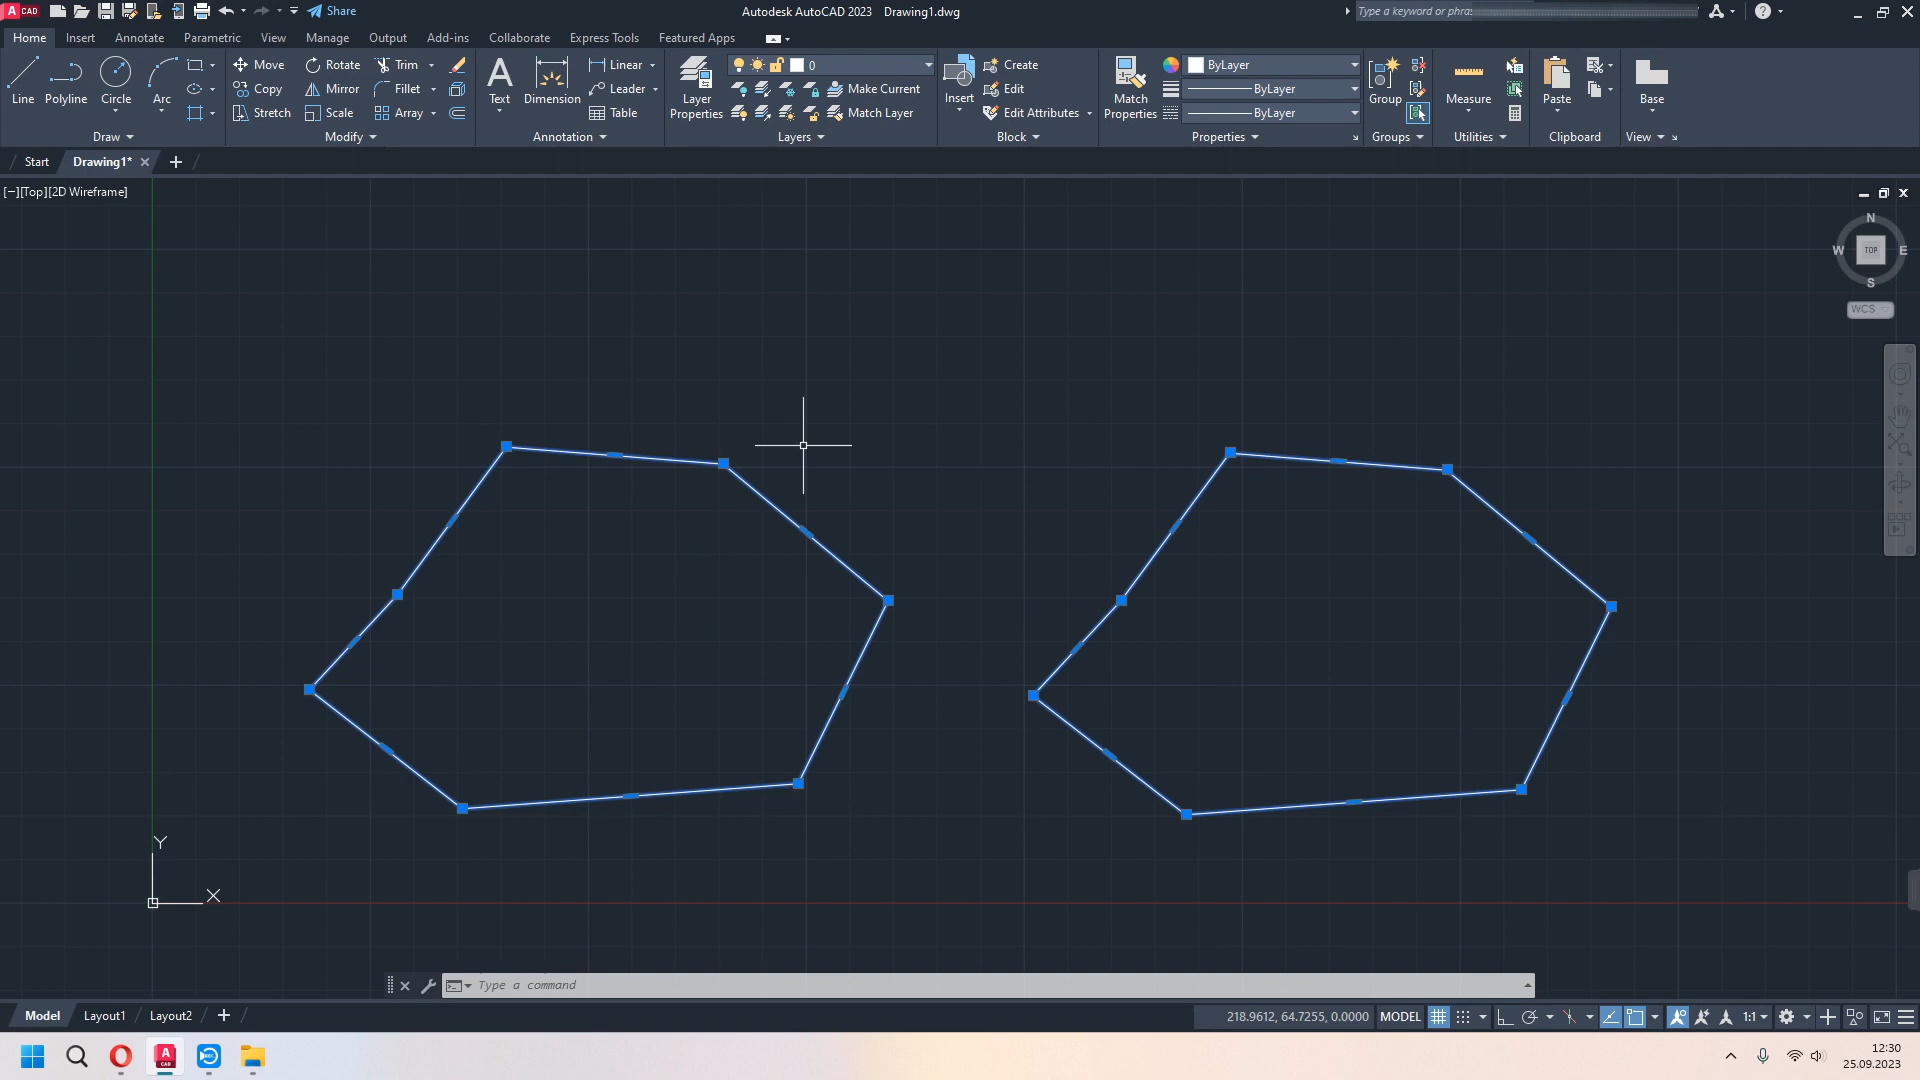 A CAD Share Autodesk AutoCAD 2023 Drawing1.dwg Type a keyword or phras
Home Insert Annotate Parametric View Manage Output Add-ins Collaborate Express Tools Featured Apps
Move Rotate Trim Linear 0 Create ByLayer
Line Polyline Circle Arc Copy Mirror Fillet Text Dimension Leader Layer Properties Make Current Insert Edit Match Properties ByLayer Group Measure Paste Base
Stretch Scale Array Table Match Layer Edit Attributes ByLayer
Draw Modify Annotation Layers Block Properties Groups Utilities Clipboard View
Start Drawing1*
[−][Top][2D Wireframe]
N
W TOP E
S
WCS
Y
X
Type a command
Model Layout1 Layout2 218.9612, 64.7255, 0.0000 MODEL 1:1
A CAD REC 12:30
25.09.2023